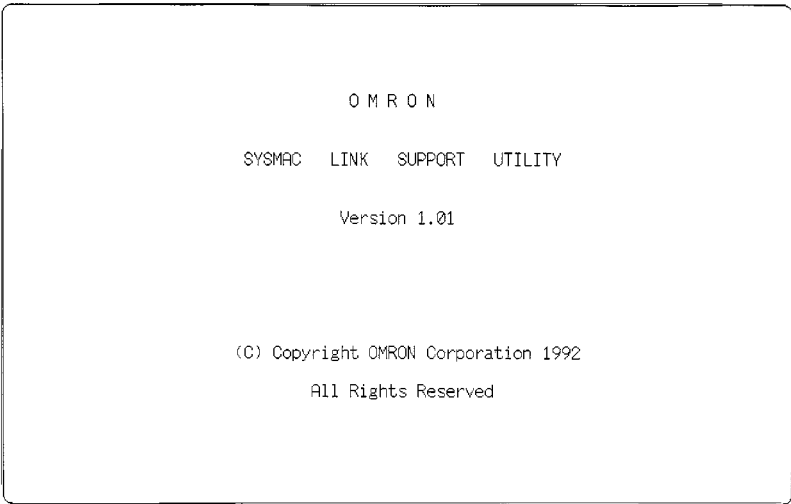 O M R O N
SYSMAC LINK SUPPORT UTILITY
Version 1.01
(C) Copyright OMRON Corporation 1992
All Rights Reserved